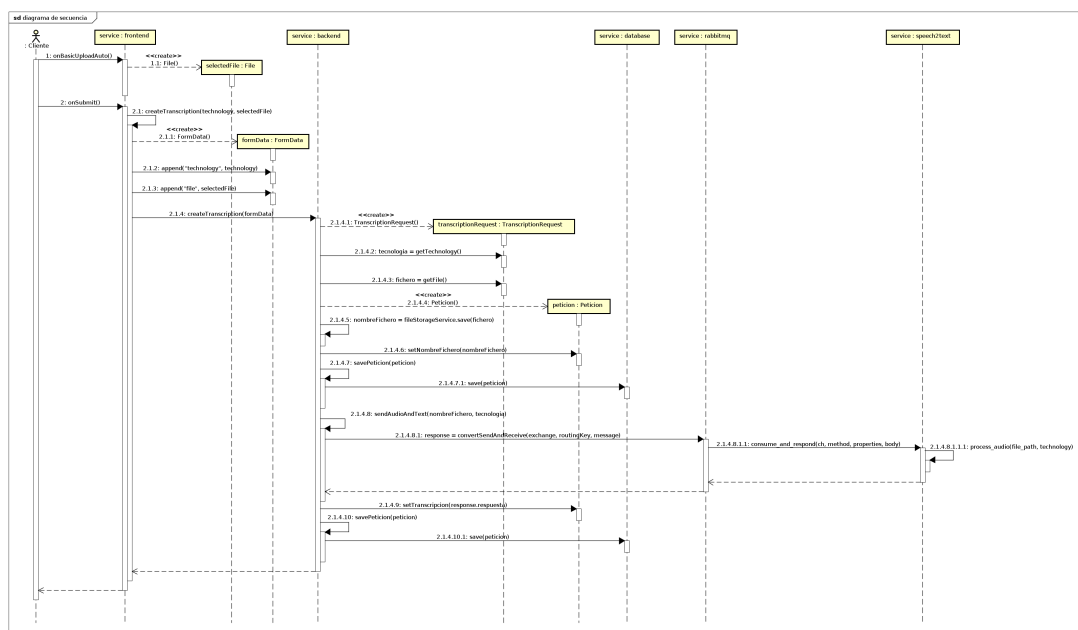 sd diagrama de secuencia
: Cliente
service : frontend
service : backend
service : database
service : rabbitmq
service : speech2text
1: onBasicUploadAuto()
<<create>>
1.1: File()
selectedFile : File
2: onSubmit()
2.1: createTranscription(technology, selectedFile)
<<create>>
2.1.1: FormData()
formData : FormData
2.1.2: append("technology", technology)
2.1.3: append("file", selectedFile)
2.1.4: createTranscription(formData)
<<create>>
2.1.4.1: TranscriptionRequest()
transcriptionRequest : TranscriptionRequest
2.1.4.2: tecnologia = getTechnology()
2.1.4.3: fichero = getFile()
<<create>>
2.1.4.4: Peticion()
peticion : Peticion
2.1.4.5: nombreFichero = fileStorageService.save(fichero)
2.1.4.6: setNombreFichero(nombreFichero)
2.1.4.7: savePeticion(peticion)
2.1.4.7.1: save(peticion)
2.1.4.8: sendAudioAndText(nombreFichero, tecnologia)
2.1.4.8.1: response = convertSendAndReceive(exchange, routingKey, message)
2.1.4.8.1.1: consume_and_respond(ch, method, properties, body)
2.1.4.8.1.1.1: process_audio(file_path, technology)
2.1.4.9: setTranscripcion(response.respuesta)
2.1.4.10: savePeticion(peticion)
2.1.4.10.1: save(peticion)